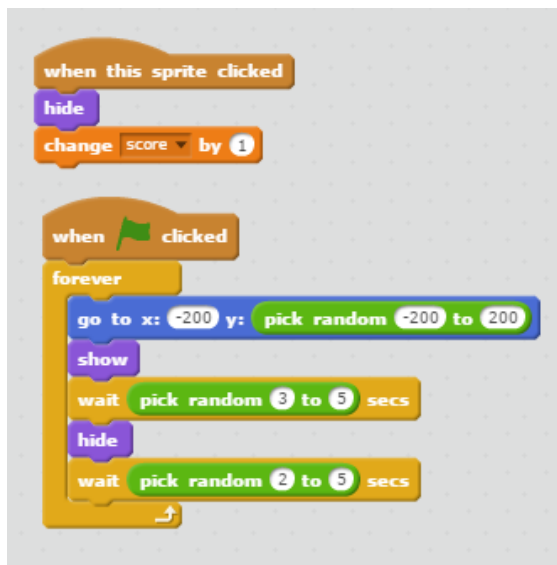 when this sprite clicked
hide
change score by 1
when clicked
forever
go to x: -200 y: pick random -200 to 200
show
wait pick random 3 to 5 secs
hide
wait pick random 2 to 5 secs